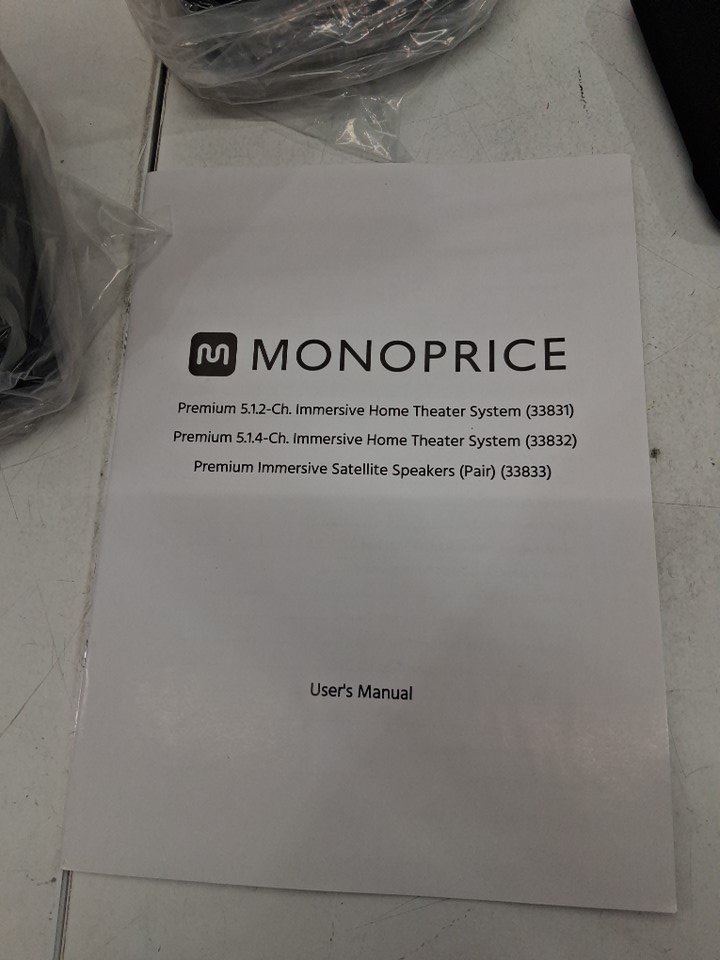 MONOPRICE
Premium 5.1.2-Ch. Immersive Home Theater System (33831)
Premium 5.1.4-Ch. Immersive Home Theater System (33832)
Premium Immersive Satellite Speakers (Pair) (33833)
User's Manual